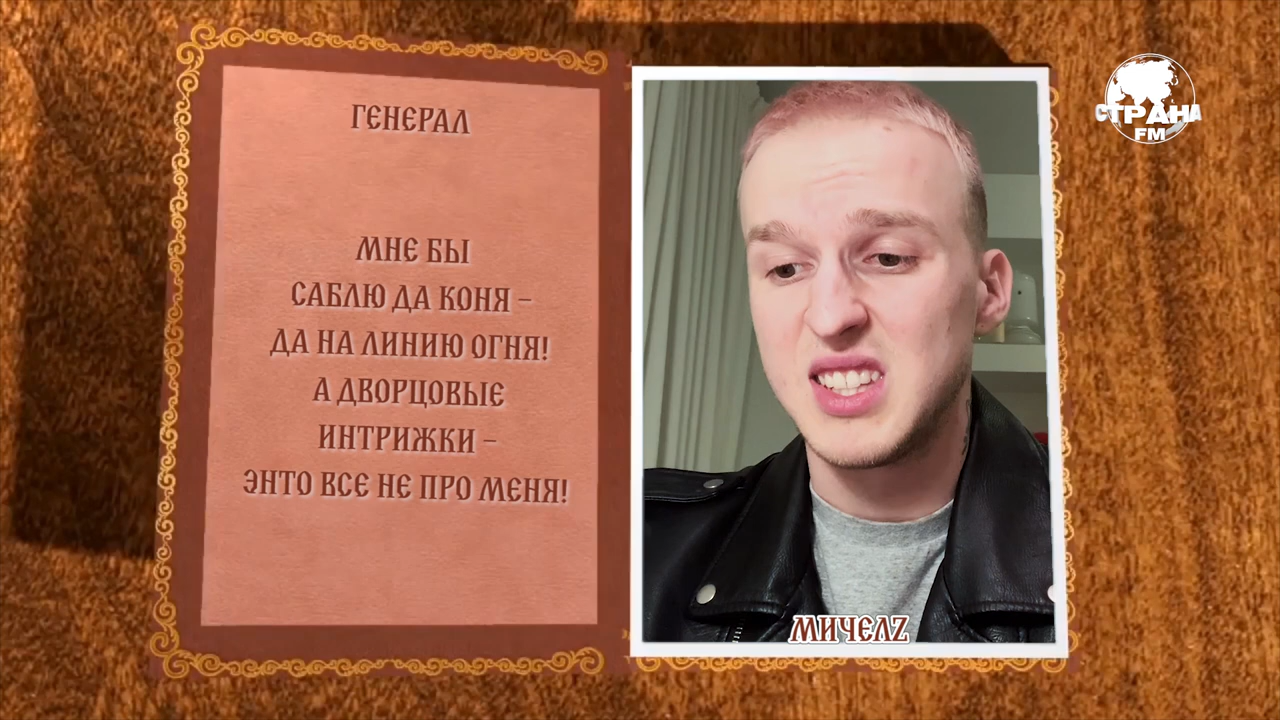 ГЕНЕРАЛ
МНЕ БЫ
САБЛЮ ДА КОНЯ –
ДА НА ЛИНИЮ ОГНЯ!
А ДВОРЦОВЫЕ
ИНТРИЖКИ –
ЭНТО ВСЕ НЕ ПРО МЕНЯ!
МИЧЕЛZ
СТРАНА
FM